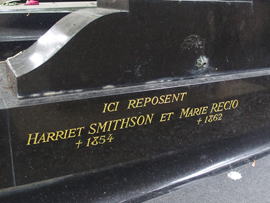 ICI REPOSENT
HARRIET SMITHSON ET MARIE RECIO
+ 1854 + 1862